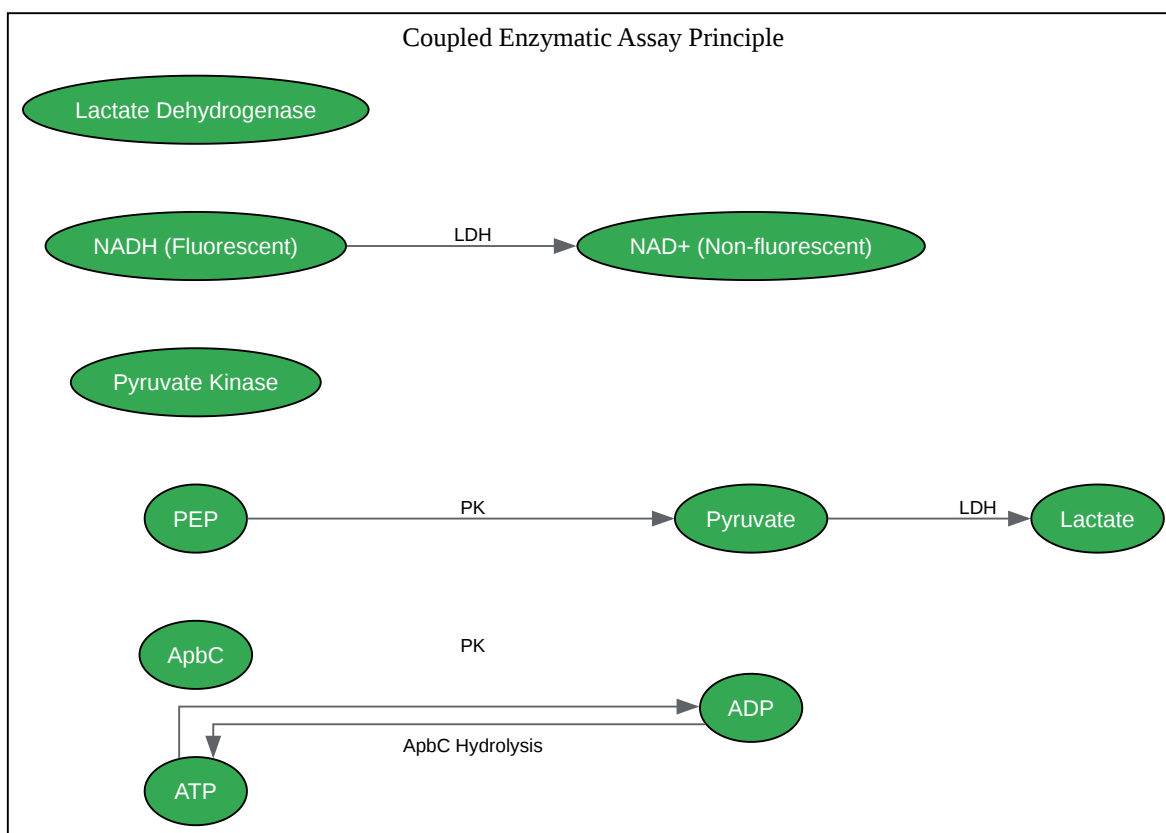 Coupled Enzymatic Assay Principle
Lactate Dehydrogenase
NADH (Fluorescent)
LDH
NAD+ (Non-fluorescent)
Pyruvate Kinase
PEP
PK
Pyruvate
LDH
Lactate
ApbC
PK
ADP
ApbC Hydrolysis
ATP